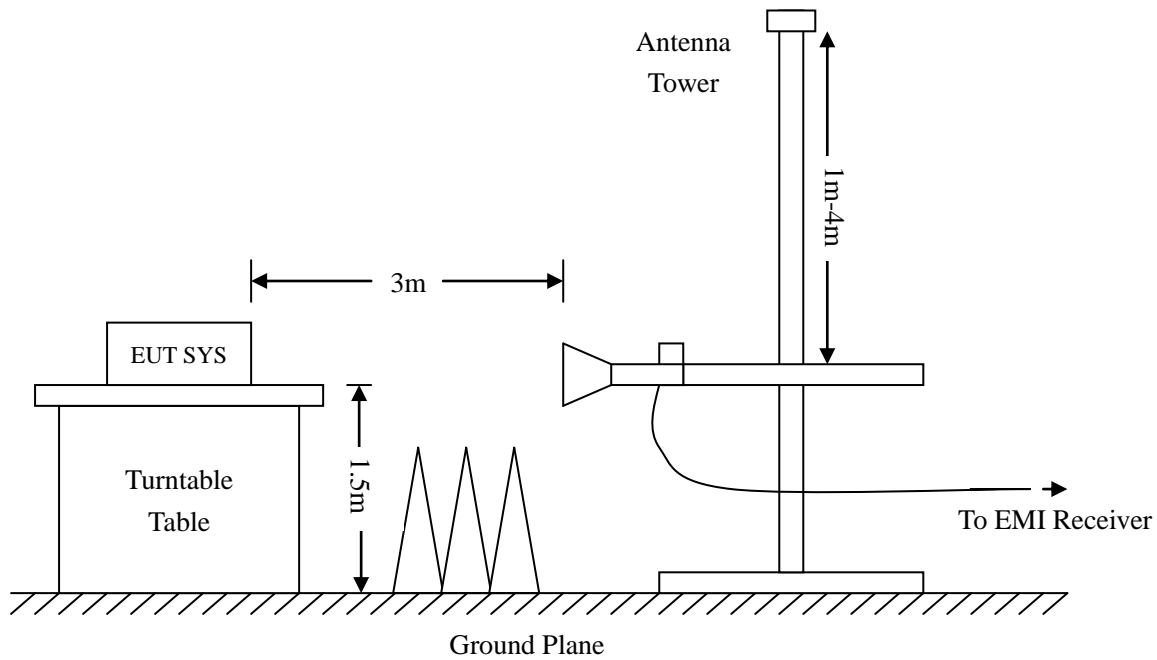 Antenna
Tower
1m-4m
3m
EUT SYS
1.5m
Turntable
Table
To EMI Receiver
Ground Plane